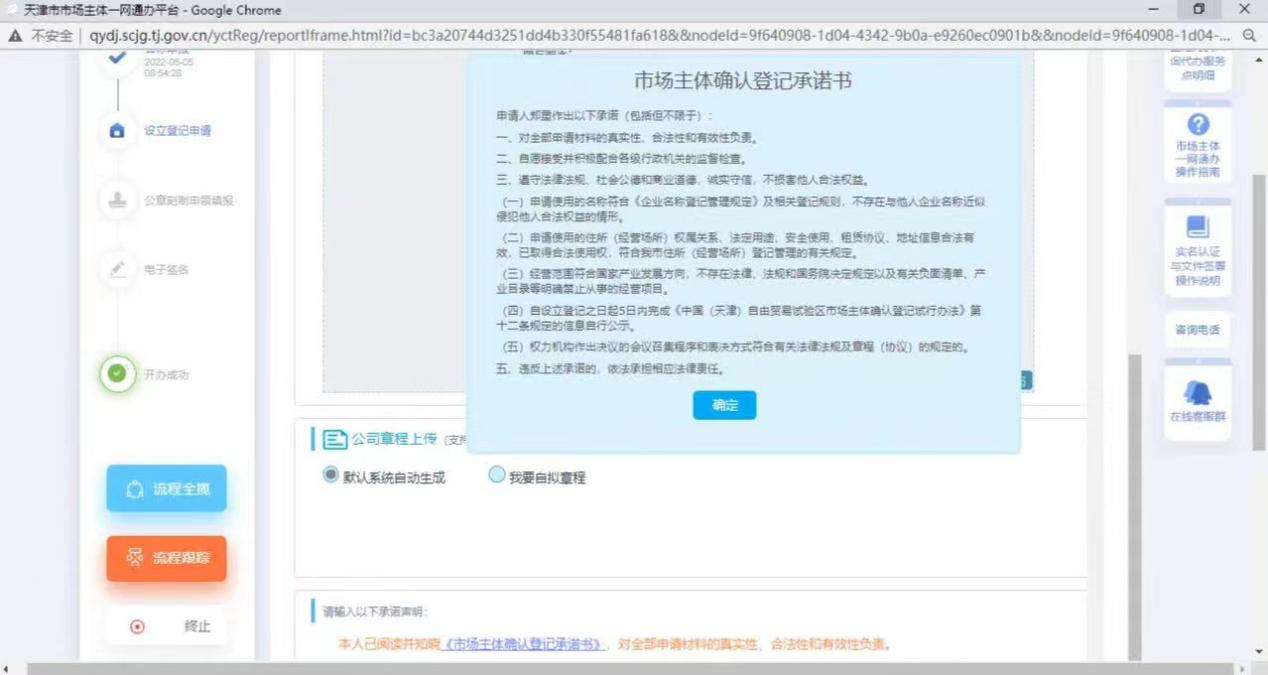 天津市市场主体一网通办平台 - Google Chrome
不安全 | qydj.scjg.tj.gov.cn/yctReg/reportIframe.html?id=bc3a20744d3251dd4b330f55481fa618&&nodeId=9f640908-1d04-4342-9b0a-e9260ec0901b&&nodeId=9f640908-1d04-...
2022-05-05
08:54:28
设立登记申请
公章刻制申领填报
电子签名
开办成功
流程全揽
流程跟踪
终止
市场主体确认登记承诺书
申请人郑重作出以下承诺（包括但不限于）：
一、对全部申请材料的真实性、合法性和有效性负责。
二、自愿接受并积极配合各级行政机关的监督检查。
三、遵守法律法规、社会公德和商业道德，诚实守信，不损害他人合法权益。
（一）申请使用的名称符合《企业名称登记管理规定》及相关登记规则，不存在与他人企业名称近似
侵犯他人合法权益的情形。
（二）申请使用的住所（经营场所）权属关系、法定用途、安全使用、租赁协议、地址信息合法有
效，已取得合法使用权，符合我市住所（经营场所）登记管理的有关规定。
（三）经营范围符合国家产业发展方向，不存在法律、法规和国务院决定规定以及有关负面清单、产
业目录等明确禁止从事的经营项目。
（四）自设立登记之日起5日内完成《中国（天津）自由贸易试验区市场主体确认登记试行办法》第
十二条规定的信息自行公示。
（五）权力机构作出决议的会议召集程序和表决方式符合有关法律法规及章程（协议）的规定的。
五、违反上述承诺的，依法承担相应法律责任。
确定
公司章程上传（支持
默认系统自动生成
我要自拟章程
请输入以下承诺声明：
本人已阅读并知晓《市场主体确认登记承诺书》，对全部申请材料的真实性、合法性和有效性负责。
询代办服务
点明细
市场主体
一网通办
操作指南
实名认证
与文件签署
操作说明
咨询电话
在线客服群